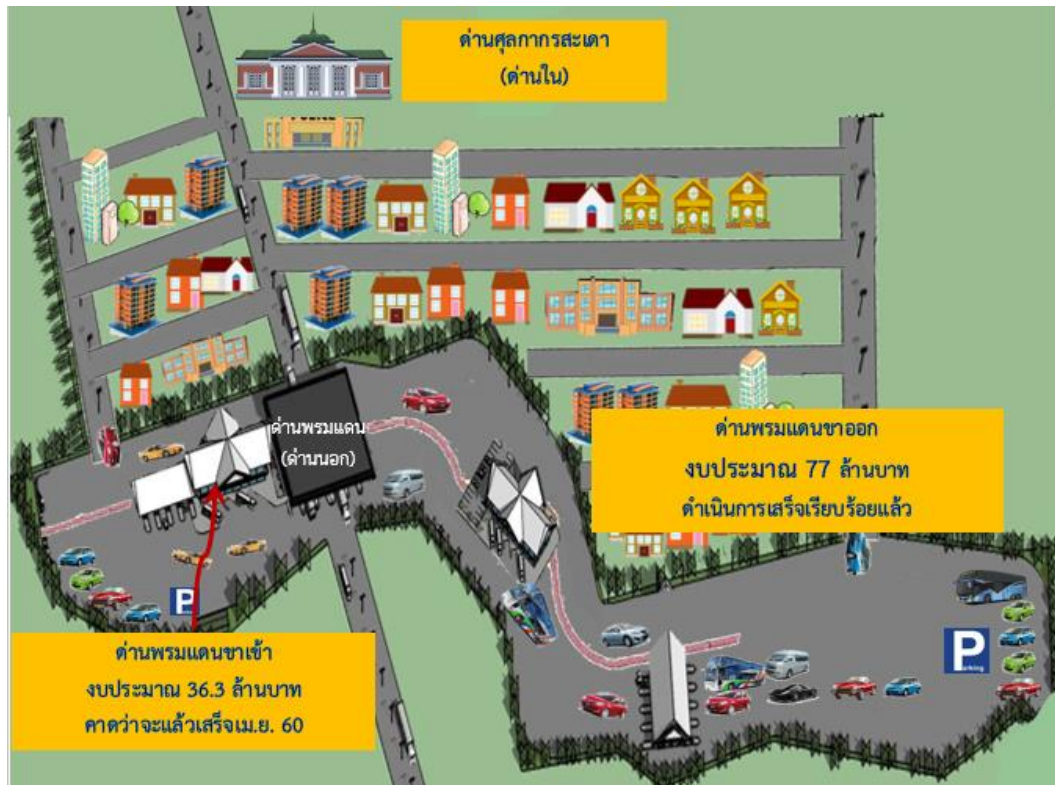 ด่านศุลกากรสะเดา
(ด่านใน)
POLICE
ด่านพรมแดน
(ด่านนอก)
ด่านพรมแดนขาออก
งบประมาณ 77 ล้านบาท
ดำเนินการเสร็จเรียบร้อยแล้ว
P
P
arking
ด่านพรมแดนขาเข้า
งบประมาณ 36.3 ล้านบาท
คาดว่าจะแล้วเสร็จเม.ย. 60